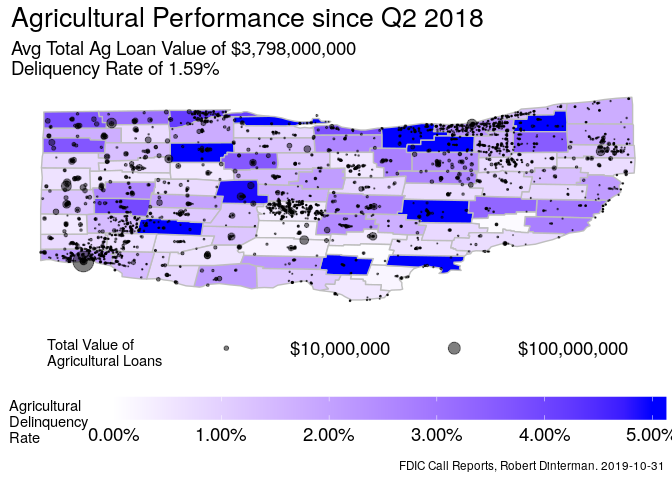 Agricultural Performance since Q2 2018
Avg Total Ag Loan Value of $3,798,000,000
Deliquency Rate of 1.59%
Total Value of
Agricultural Loans
$10,000,000
$100,000,000
Agricultural
Delinquency
Rate
0.00%
1.00%
2.00%
3.00%
4.00%
5.00%
FDIC Call Reports, Robert Dinterman. 2019-10-31